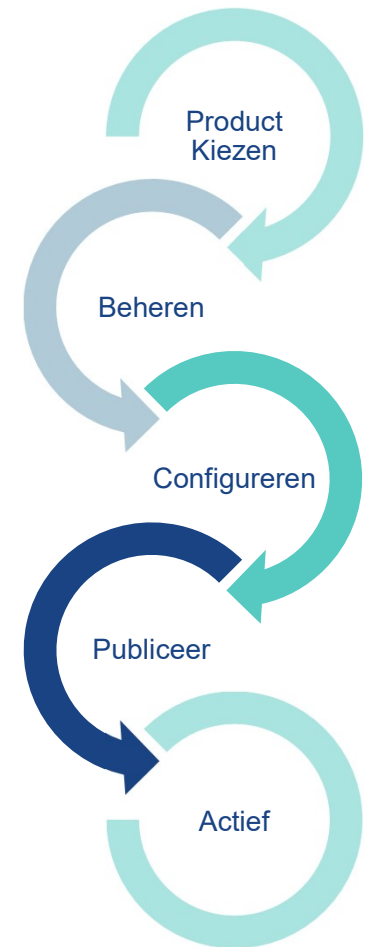 Product
Kiezen
Beheren
Configureren
Publiceer
Actief